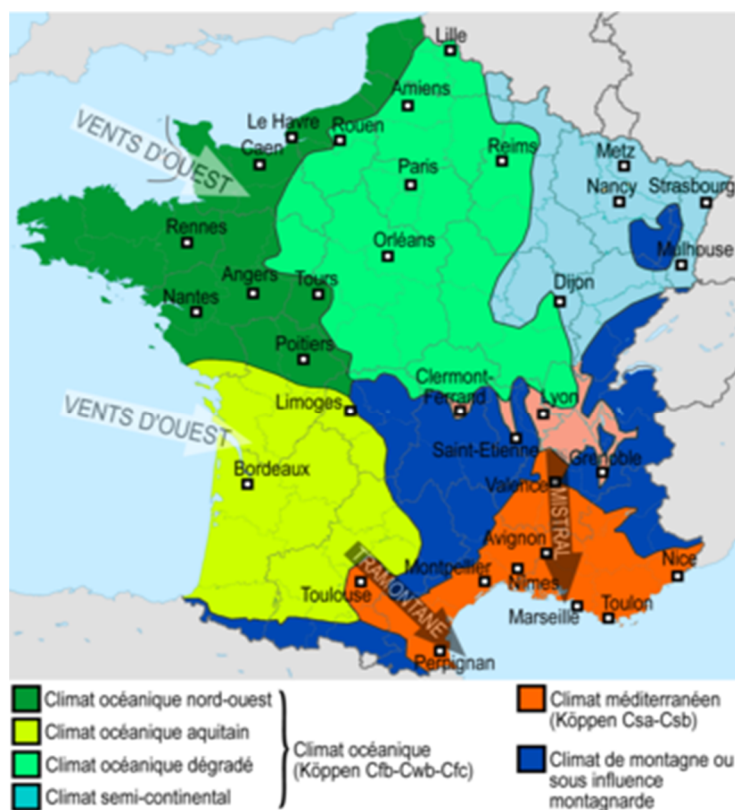 Lille
Amiens
VENTS D'OUEST
Le Havre
Rouen
Caen
Reims
Metz
Paris
Nancy
Strasbourg
Rennes
Orléans
Mulhouse
Angers
Tours
Dijon
Nantes
Poitiers
Clermont-
Ferrand
VENTS D'OUEST
Limoges
Lyon
Saint-Etienne
Grenoble
Bordeaux
Valence
MISTRAL
Avignon
TRAMONTANE
Montpellier
Nice
Toulouse
Nîmes
Marseille
Toulon
Perpignan
Climat océanique nord-ouest
Climat océanique aquitain
Climat océanique dégradé
Climat semi-continental
Climat océanique
(Köppen Cfb-Cwb-Cfc)
Climat méditerranéen
(Köppen Csa-Csb)
Climat de montagne ou
sous influence
montagnarde